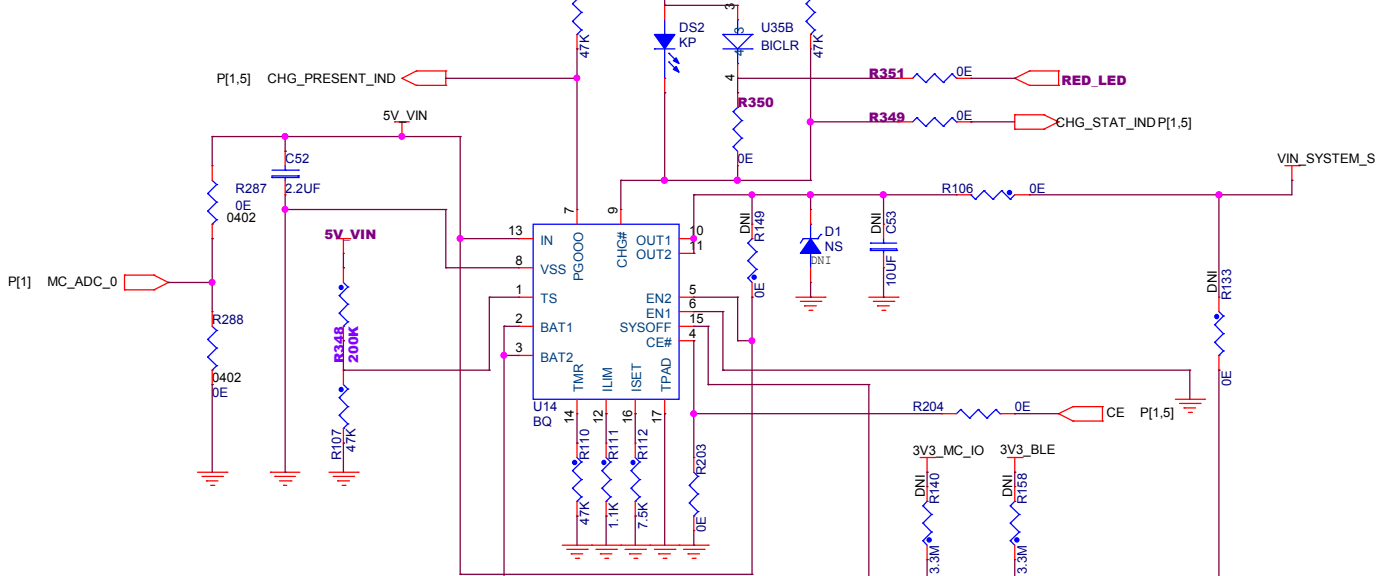 3
DS2
KP
3
4
U35B
BICLR
47K
47K
P[1,5] CHG_PRESENT_IND
4
R351 0E RED_LED
R350
R349 0E CHG_STAT_IND P[1,5]
0E
5V_VIN
C52
2.2UF
R287
0E
0402
VIN_SYSTEM_S
R106 0E
5V_VIN
7
9
DNI
R149
0E
D1
NS
DNI
DNI
C53
10UF
DNI
R133
0E
13 IN
8 VSS
1 TS
2 BAT1
3 BAT2
PGOOO
CHG#
OUT1 10
OUT2 11
EN2 5
EN1 6
SYSOFF 15
CE# 4
TMR
ILIM
ISET
TPAD
P[1] MC_ADC_0
R288
0402
0E
R348
200K
R107
47K
U14
BQ
14
12
16
17
R110
47K
R111
1.1K
R112
7.5K
R203
0E
R204 0E CE P[1,5]
3V3_MC_IO
3V3_BLE
DNI
R140
3.3M
DNI
R158
3.3M